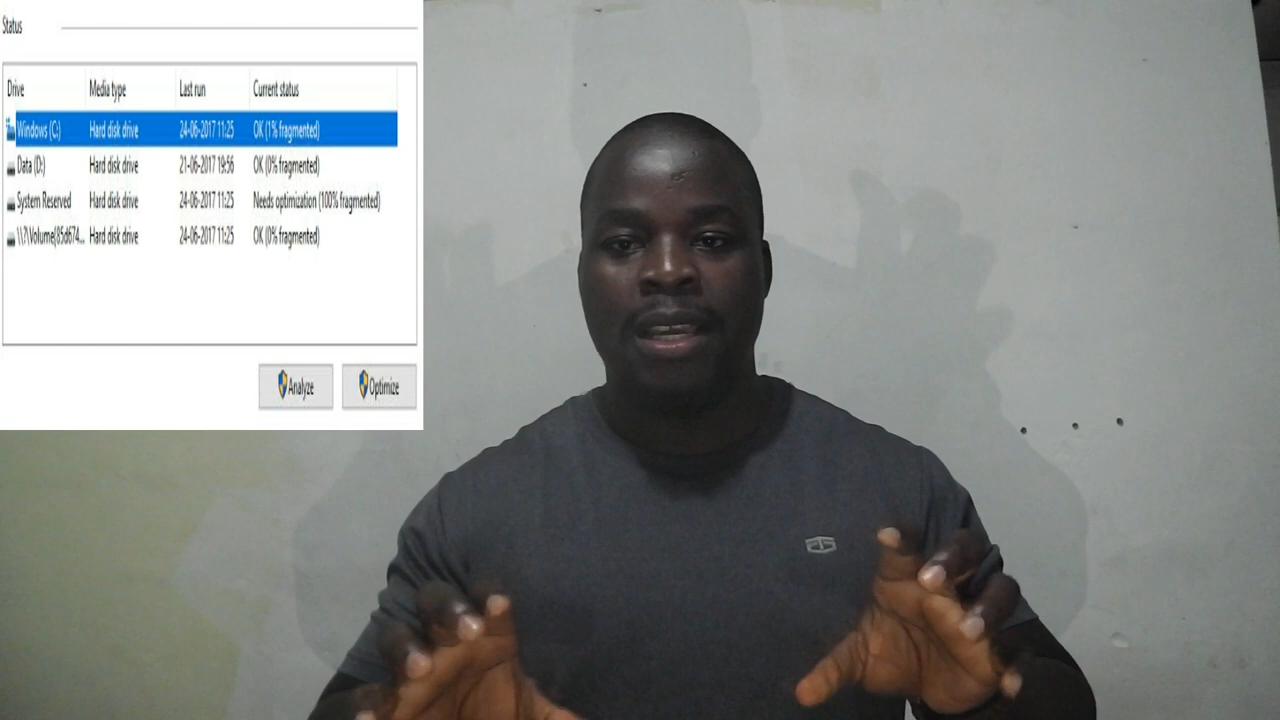 Status
Drive Media type Last run Current status
Windows (C:) Hard disk drive 24-06-2017 11:25 OK (1% fragmented)
Data (D:) Hard disk drive 21-06-2017 19:56 OK (0% fragmented)
System Reserved Hard disk drive 24-06-2017 11:25 Needs optimization (100% fragmented)
\\?\Volume{85d674... Hard disk drive 24-06-2017 11:25 OK (0% fragmented)
Analyze Optimize